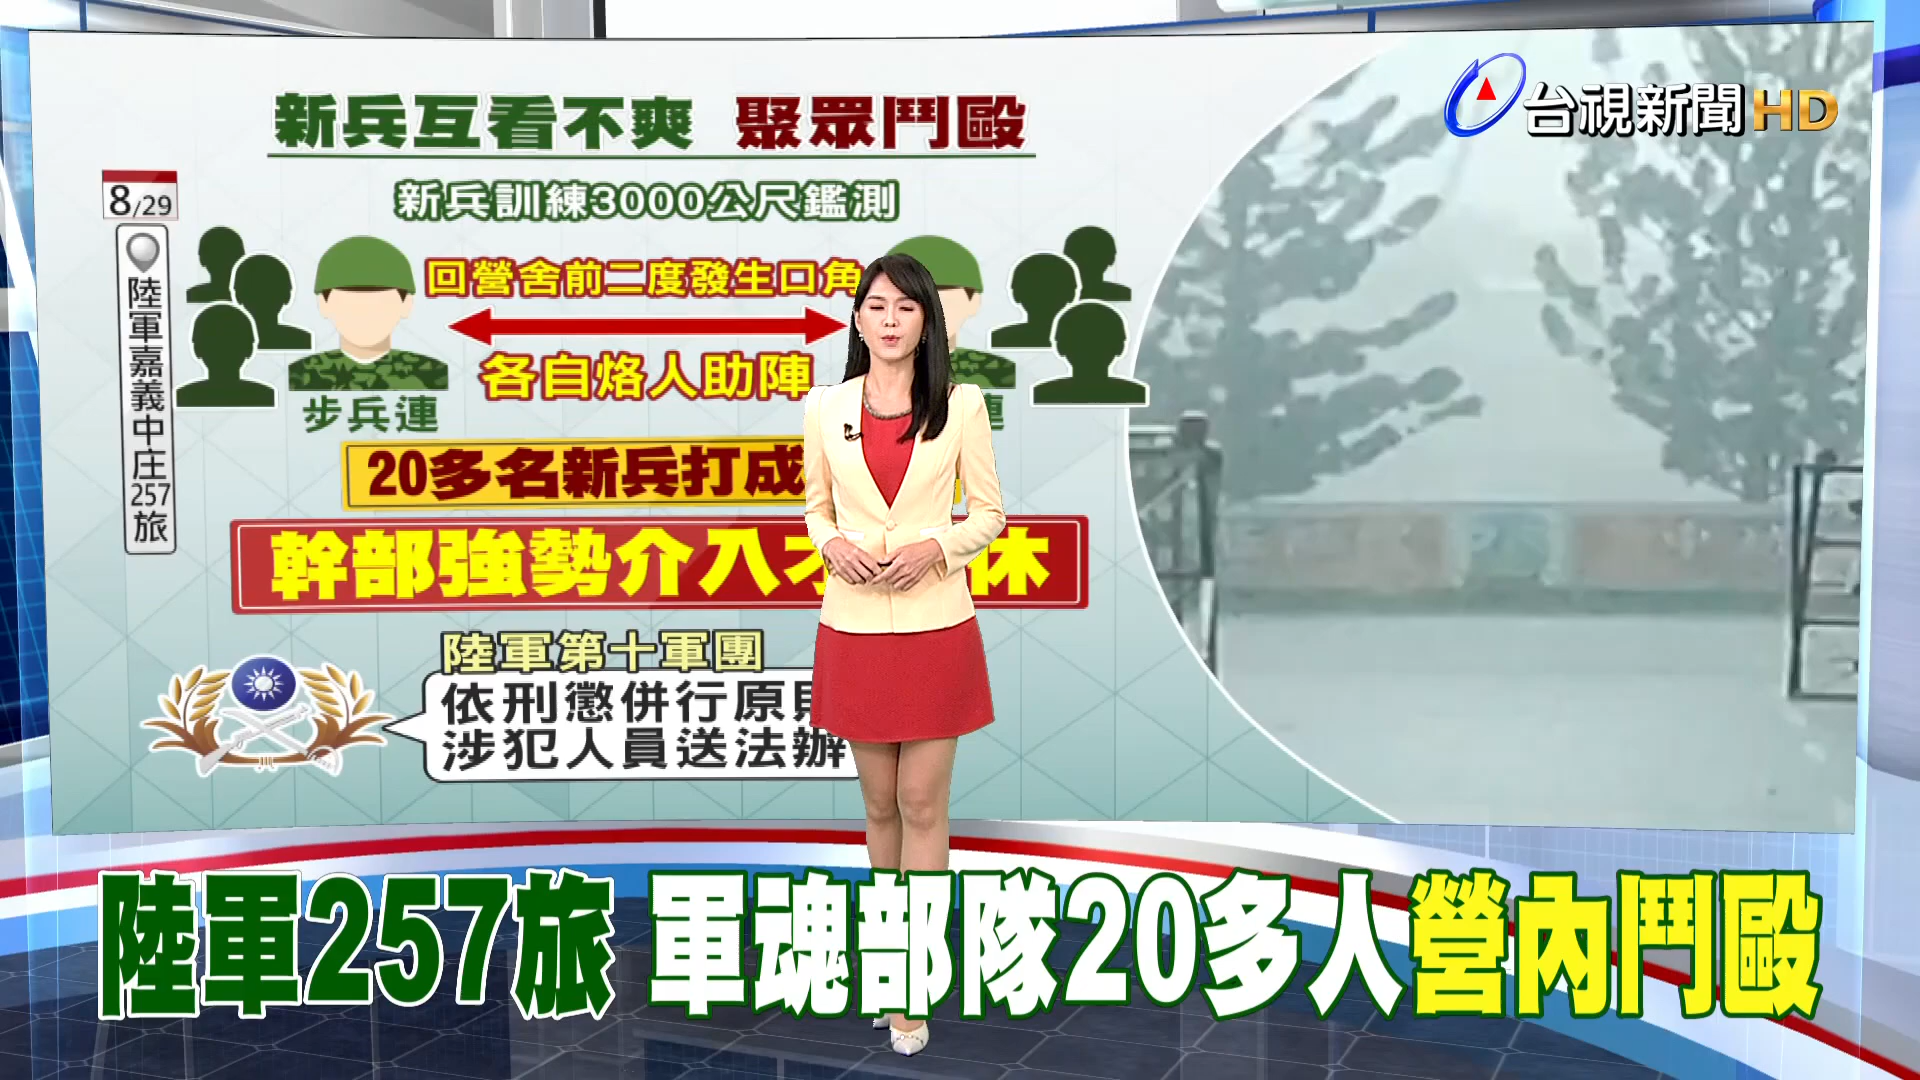 台視新聞HD
新兵互看不爽 聚眾鬥毆
8/29
陸軍嘉義中庄257旅
新兵訓練3000公尺鑑測
回營舍前二度發生口角
各自烙人助陣
步兵連
連
20多名新兵打成
幹部強勢介入才 休
陸軍第十軍團
依刑懲併行原則
涉犯人員送法辦
陸軍257旅 軍魂部隊20多人營內鬥毆